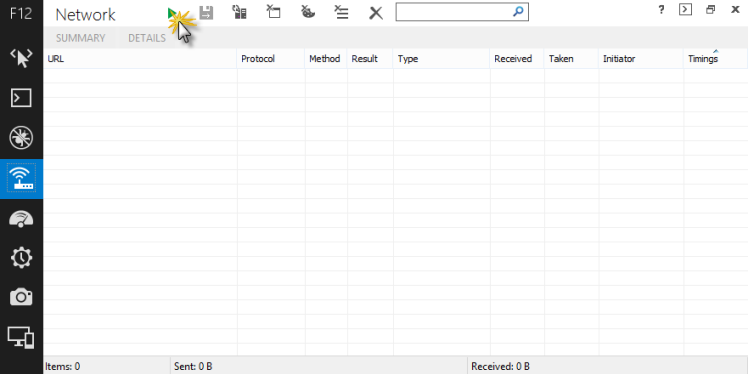 F12 Network ?
SUMMARY DETAILS
URL Protocol Method Result Type Received Taken Initiator Timings
Items: 0 Sent: 0 B Received: 0 B